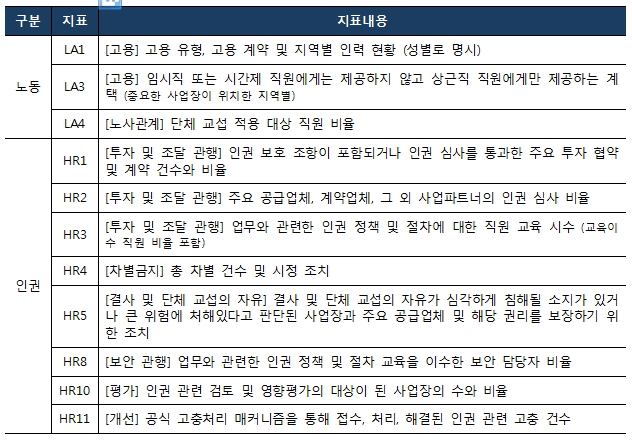 구분 지표 지표내용
노동
LA1 [고용] 고용 유형, 고용 계약 및 지역별 인력 현황 (성별로 명시)
LA3 [고용] 임시직 또는 시간제 직원에게는 제공하지 않고 상근직 직원에게만 제공하는 계
택 (중요한 사업장이 위치한 지역별)
LA4 [노사관계] 단체 교섭 적용 대상 직원 비율
인권
HR1 [투자 및 조달 관행] 인권 보호 조항이 포함되거나 인권 심사를 통과한 주요 투자 협약
및 계약 건수와 비율
HR2 [투자 및 조달 관행] 주요 공급업체, 계약업체, 그 외 사업파트너의 인권 심사 비율
HR3 [투자 및 조달 관행] 업무와 관련한 인권 정책 및 절차에 대한 직원 교육 시수 (교육이
수 직원 비율 포함)
HR4 [차별금지] 총 차별 건수 및 시정 조치
HR5 [결사 및 단체 교섭의 자유] 결사 및 단체 교섭의 자유가 심각하게 침해될 소지가 있거
나 큰 위험에 처해있다고 판단된 사업장과 주요 공급업체 및 해당 권리를 보장하기 위
한 조치
HR8 [보안 관행] 업무와 관련한 인권 정책 및 절차 교육을 이수한 보안 담당자 비율
HR10 [평가] 인권 관련 검토 및 영향평가의 대상이 된 사업장의 수와 비율
HR11 [개선] 공식 고충처리 매커니즘을 통해 접수, 처리, 해결된 인권 관련 고충 건수